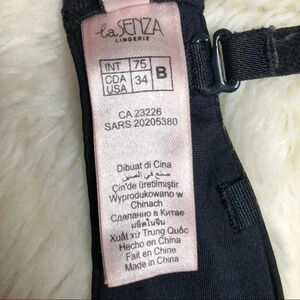 la SENZA
LINGERIE
INT 75 B
CDA USA 34
CA 23226
SARS 20205380
Dibuat di Cina
صنع في الصين
Çin'de üretilmiştir
Wyprodukowano w
Chinach
Сделанно в Китае
ผลิตในจีน
Xuất xứ Trung Quốc
Hecho en China
Fait en Chine
Made in China